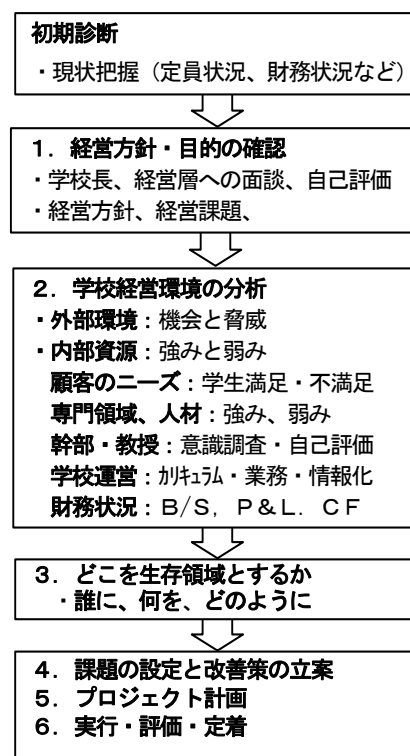 初期診断
・現状把握（定員状況、財務状況など）
１．経営方針・目的の確認
・学校長、経営層への面談、自己評価
・経営方針、経営課題、
２．学校経営環境の分析
・外部環境：機会と脅威
・内部資源：強みと弱み
顧客のニーズ：学生満足・不満足
専門領域、人材：強み、弱み
幹部・教授：意識調査・自己評価
学校運営：ｶﾘｷｭﾗﾑ・業務・情報化
財務状況：Ｂ/Ｓ，Ｐ＆Ｌ．ＣＦ
３．どこを生存領域とするか
・誰に、何を、どのように
４．課題の設定と改善策の立案
５．プロジェクト計画
６．実行・評価・定着